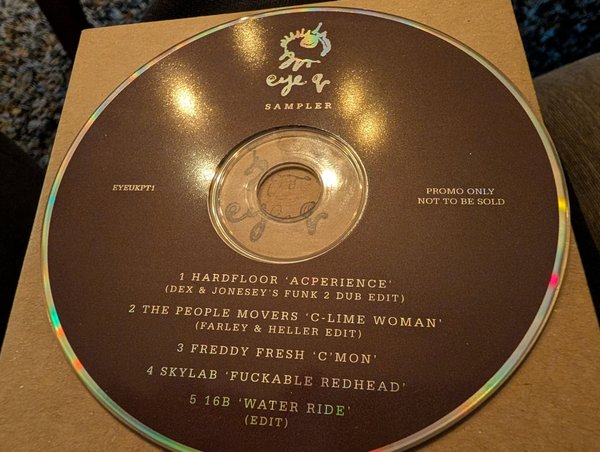 eye q
SAMPLER
EYEUKPT1
PROMO ONLY
NOT TO BE SOLD
eye q
1 HARDFLOOR ‘ACPERIENCE’
(DEX & JONESEY'S FUNK 2 DUB EDIT)
2 THE PEOPLE MOVERS ‘C-LIME WOMAN’
(FARLEY & HELLER EDIT)
3 FREDDY FRESH ‘C'MON’
4 SKYLAB ‘FUCKABLE REDHEAD’
5 16B ‘WATER RIDE’
(EDIT)